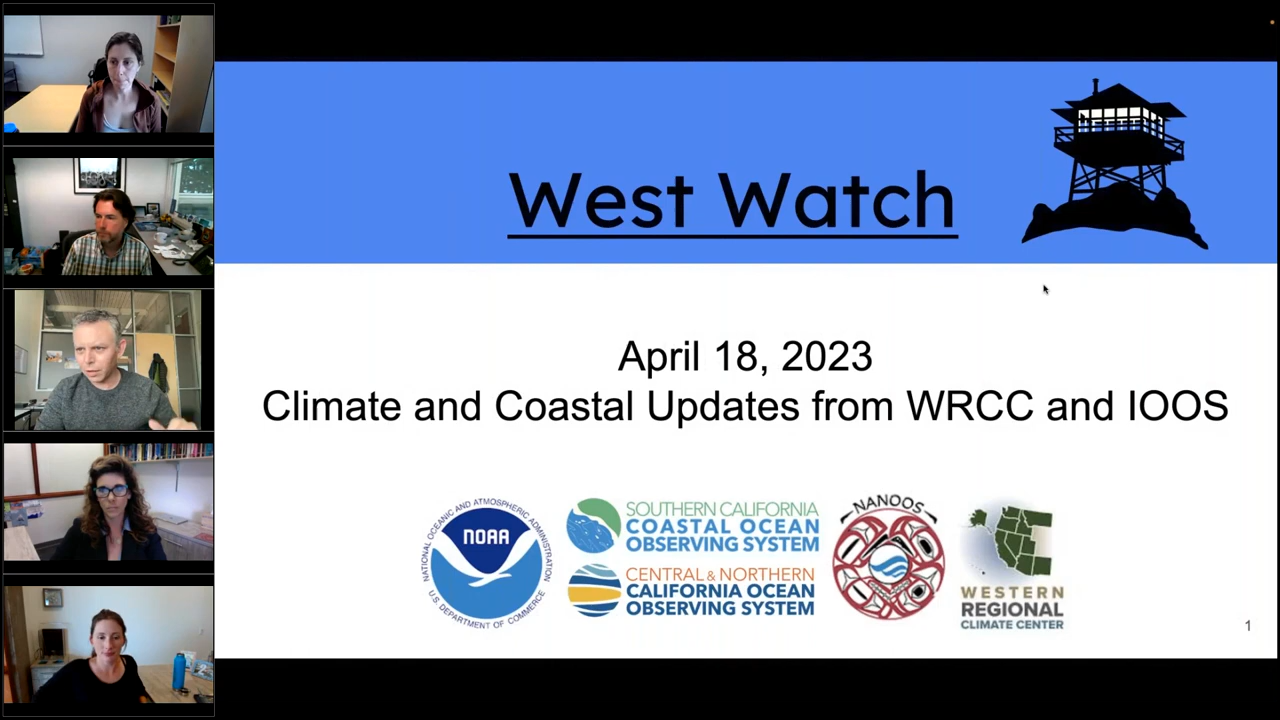 West Watch
April 18, 2023
Climate and Coastal Updates from WRCC and IOOS
NATIONAL OCEANIC AND ATMOSPHERIC ADMINISTRATION
NOAA
U.S. DEPARTMENT OF COMMERCE
SOUTHERN CALIFORNIA
COASTAL OCEAN
OBSERVING SYSTEM
CENTRAL & NORTHERN
CALIFORNIA OCEAN
OBSERVING SYSTEM
NANOOS
WESTERN
REGIONAL
CLIMATE CENTER
1